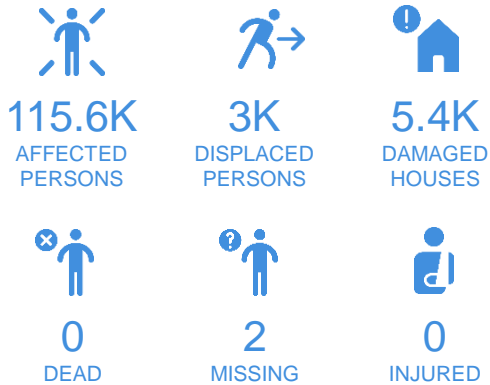 115.6K
AFFECTED
PERSONS
3K
DISPLACED
PERSONS
5.4K
DAMAGED
HOUSES
0
DEAD
2
MISSING
0
INJURED